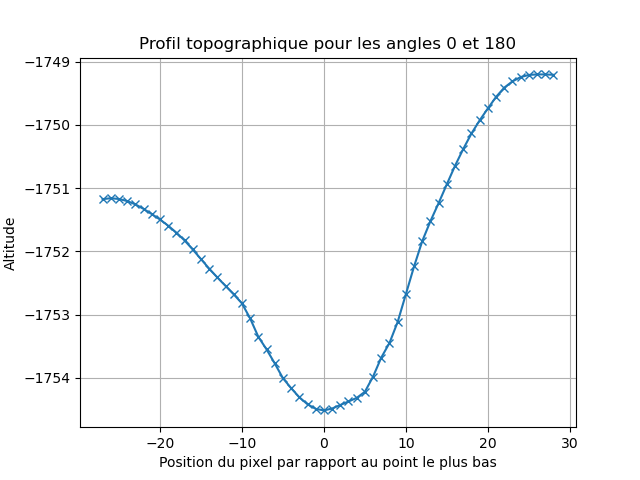 Profil topographique pour les angles 0 et 180
−1749
−1750
−1751
−1752
−1753
−1754
Altitude
−20 −10 0 10 20 30
Position du pixel par rapport au point le plus bas